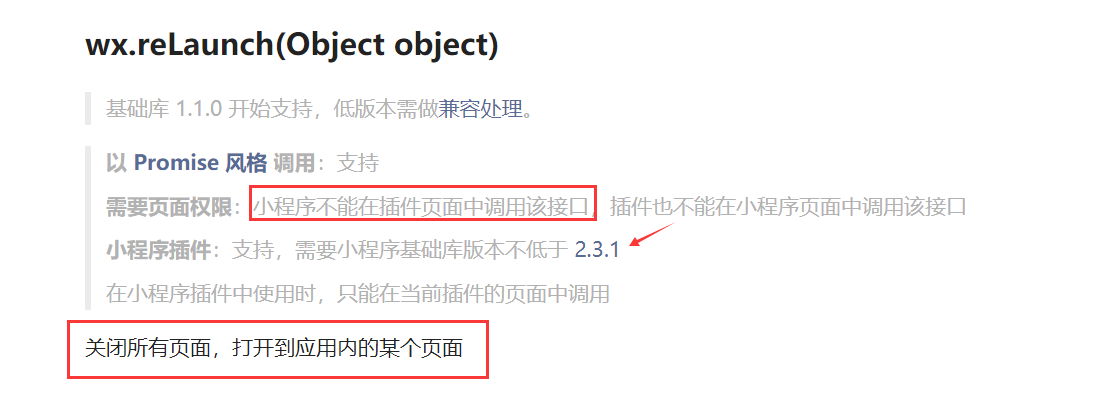 wx.reLaunch(Object object)
基础库 1.1.0 开始支持，低版本需做兼容处理。
以 Promise 风格 调用：支持
需要页面权限：小程序不能在插件页面中调用该接口，插件也不能在小程序页面中调用该接口
小程序插件：支持，需要小程序基础库版本不低于 2.3.1
在小程序插件中使用时，只能在当前插件的页面中调用
关闭所有页面，打开到应用内的某个页面